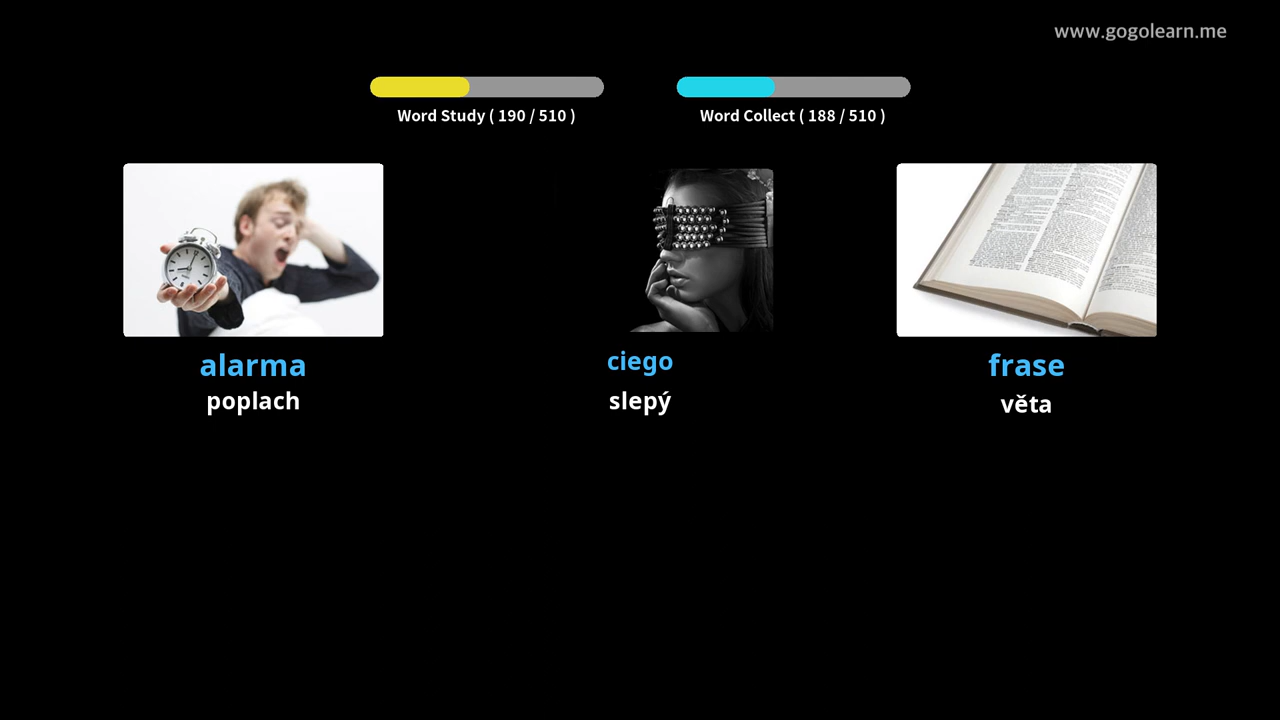 www.gogolearn.me
Word Study ( 190 / 510 )
Word Collect ( 188 / 510 )
alarma
poplach
ciego
slepý
frase
věta